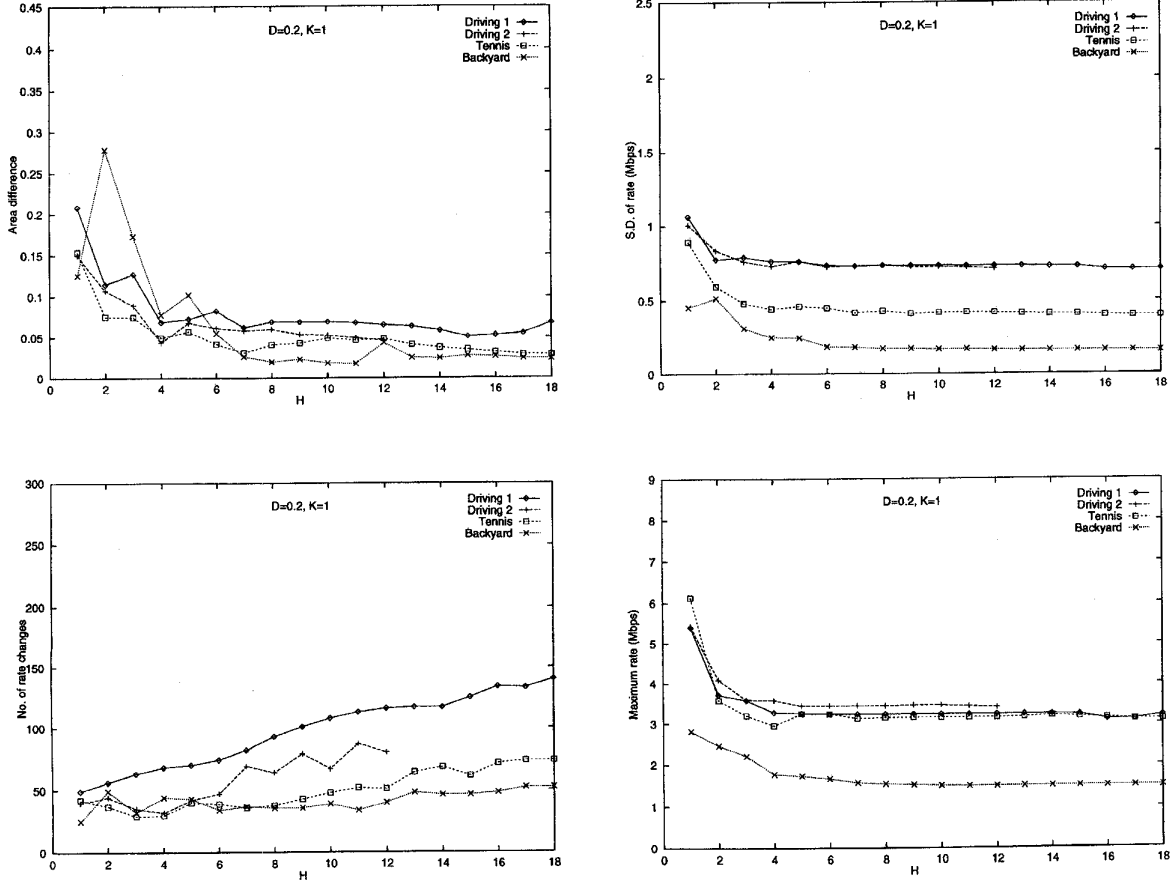 0.45
0.4
0.35
0.3
0.25
0.2
0.15
0.1
0.05
0
Area difference
D=0.2, K=1
Driving 1
Driving 2
Tennis
Backyard
0 2 4 6 8 10 12 14 16 18
H
2.5
2
1.5
1
0.5
0
S.D. of rate (Mbps)
D=0.2, K=1
Driving 1
Driving 2
Tennis
Backyard
0 2 4 6 8 10 12 14 16 18
H
300
250
200
150
100
50
0
No. of rate changes
D=0.2, K=1
Driving 1
Driving 2
Tennis
Backyard
0 2 4 6 8 10 12 14 16 18
H
9
8
7
6
5
4
3
2
1
0
Maximum rate (Mbps)
D=0.2, K=1
Driving 1
Driving 2
Tennis
Backyard
0 2 4 6 8 10 12 14 16 18
H